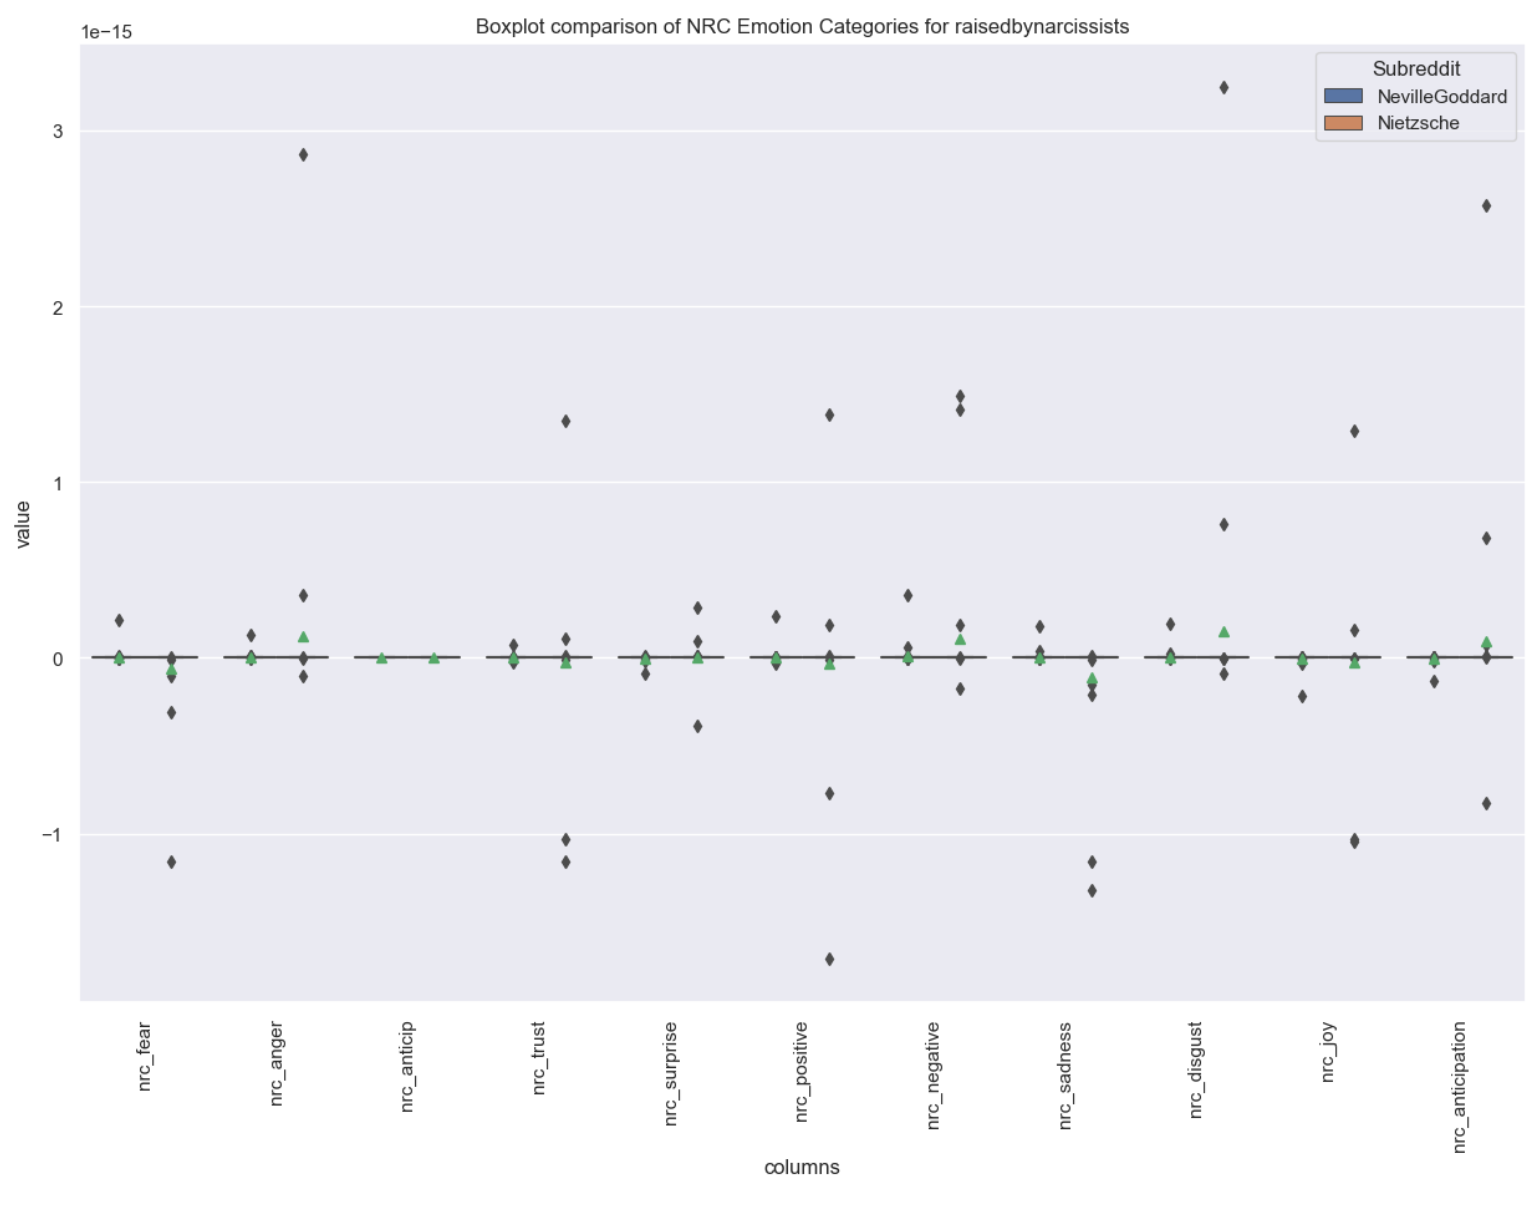 Boxplot comparison of NRC Emotion Categories for raisedbynarcissists
1e−15
Subreddit
NevilleGoddard
Nietzsche
3
2
1
0
−1
value
nrc_fear
nrc_anger
nrc_anticip
nrc_trust
nrc_surprise
nrc_positive
nrc_negative
nrc_sadness
nrc_disgust
nrc_joy
nrc_anticipation
columns